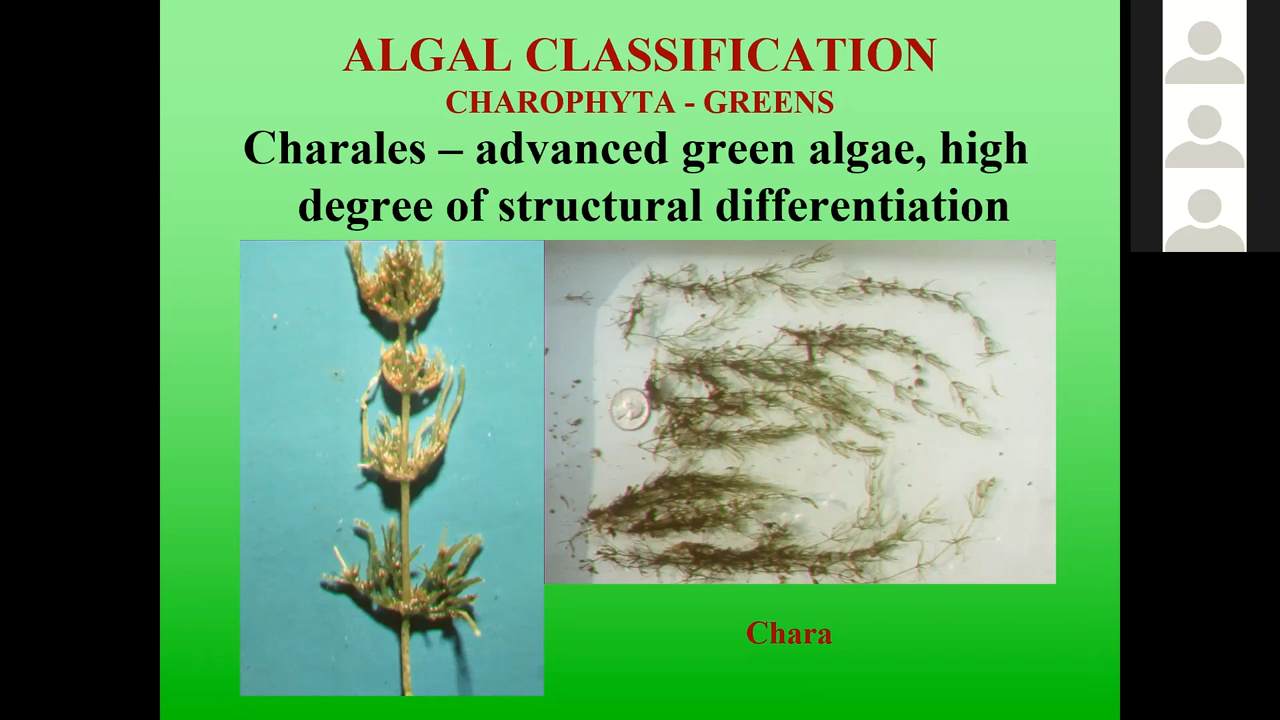 ALGAL CLASSIFICATION
CHAROPHYTA - GREENS
Charales – advanced green algae, high
degree of structural differentiation
Chara